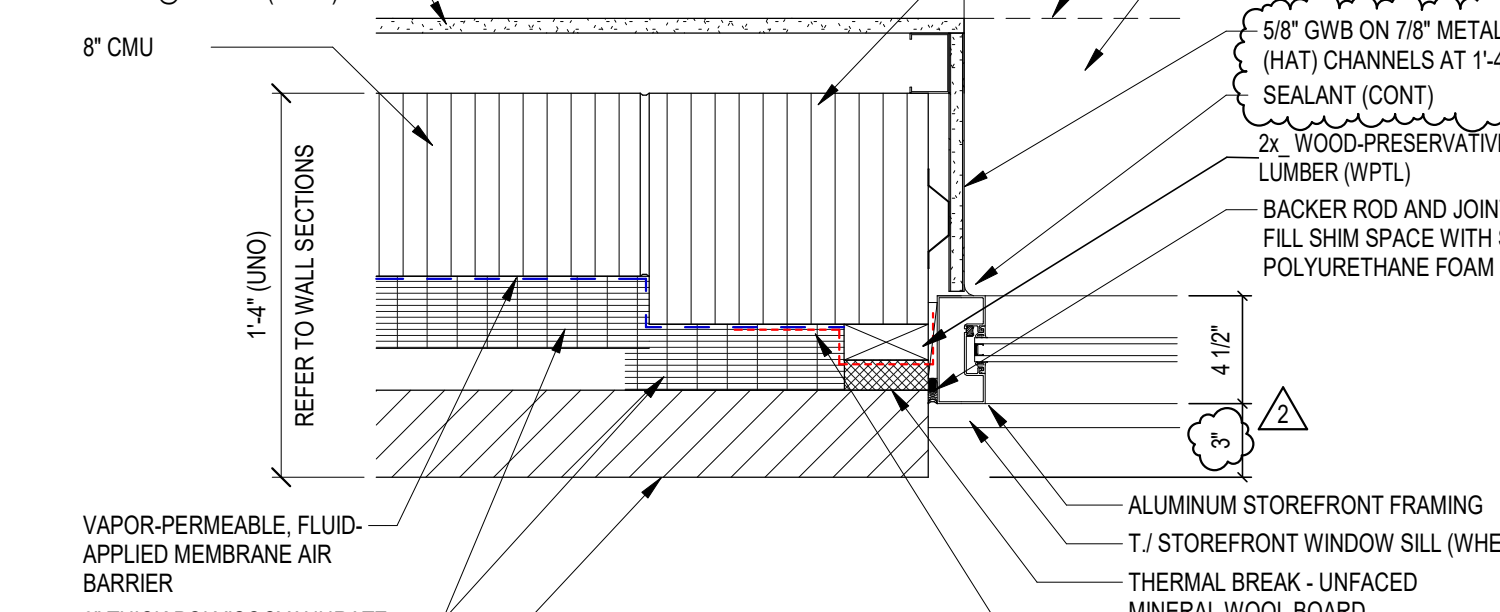 8" CMU
1'-4" (UNO)
REFER TO WALL SECTIONS
VAPOR-PERMEABLE, FLUID-
APPLIED MEMBRANE AIR
BARRIER
5/8" GWB ON 7/8" METAL
(HAT) CHANNELS AT 1'-4
SEALANT (CONT)
2x_ WOOD-PRESERVATIVE
LUMBER (WPTL)
BACKER ROD AND JOINT
FILL SHIM SPACE WITH
POLYURETHANE FOAM
4 1/2"
3"
2
ALUMINUM STOREFRONT FRAMING
T./ STOREFRONT WINDOW SILL (WHE
THERMAL BREAK - UNFACED
MINERAL WOOL BOARD